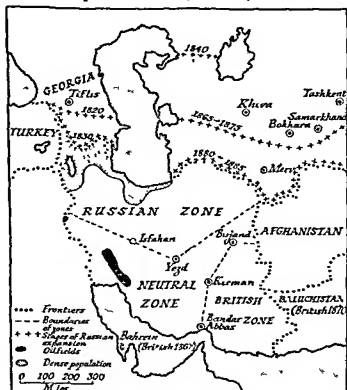 1840
GEORGIA
Tiflis
Tashkent
Khiva
1820
Samarkhand
Bokhara
TURKEY
1865-1875
1830
1880
1885
Merv
RUSSIAN ZONE
AFGHANISTAN
Isfahan
Birjand
Yezd
NEUTRAL
ZONE
Kerman
BRITISH
ZONE
BALUCHISTAN
(British 1876)
Bandar
Abbas
Bahrein
(British 1867)
Frontiers
Boundaries
of zones
Stages of Russian
expansion
Oilfields
Dense population
0 100 200 300
Miles